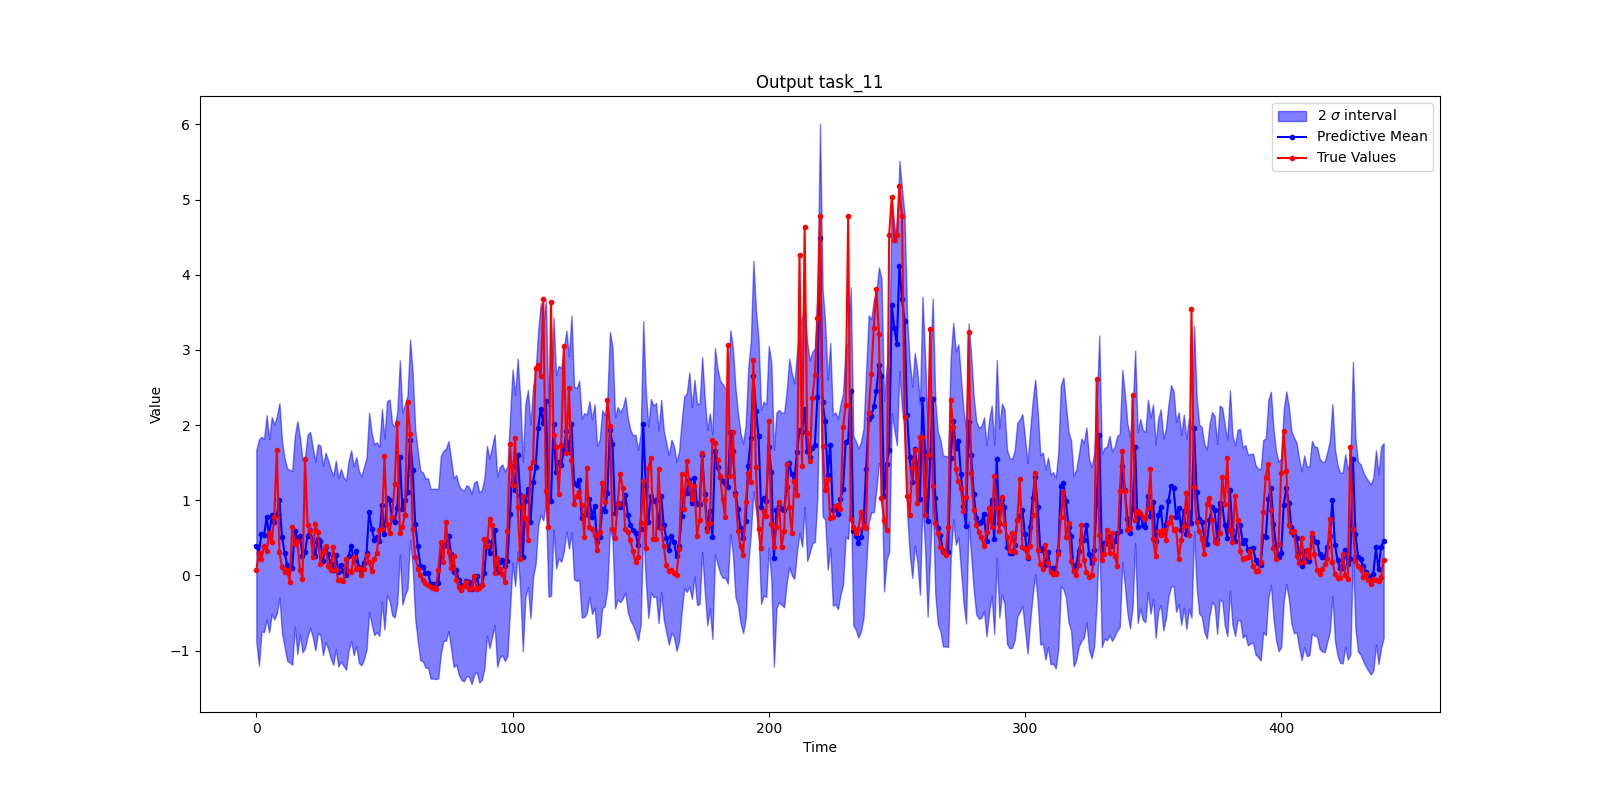 Output task_11
2 σ interval
Predictive Mean
True Values
Value
6
5
4
3
2
1
0
−1
0
100
200
300
400
Time